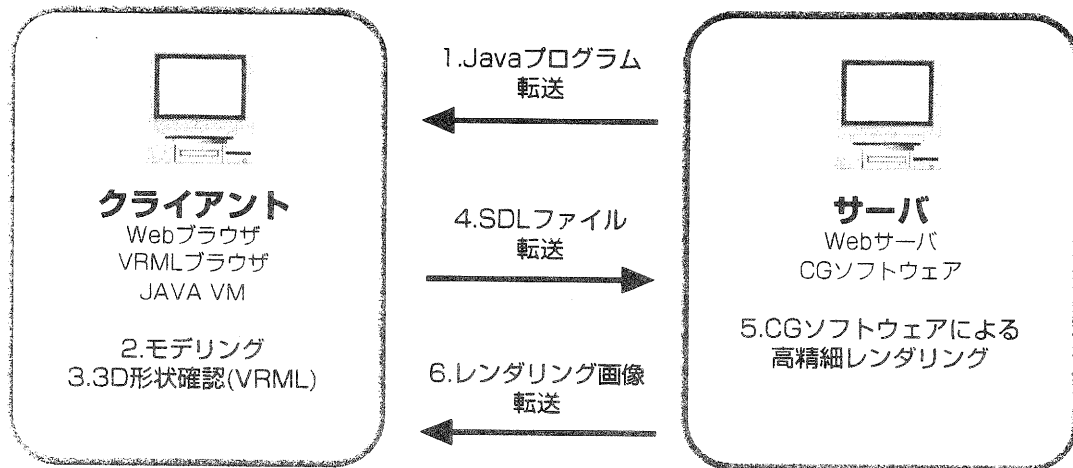 1.Javaプログラム
転送
クライアント
Webブラウザ
VRMLブラウザ
JAVA VM
2.モデリング
3.3D形状確認(VRML)
4.SDLファイル
転送
6.レンダリング画像
転送
サーバ
Webサーバ
CGソフトウェア
5.CGソフトウェアによる
高精細レンダリング